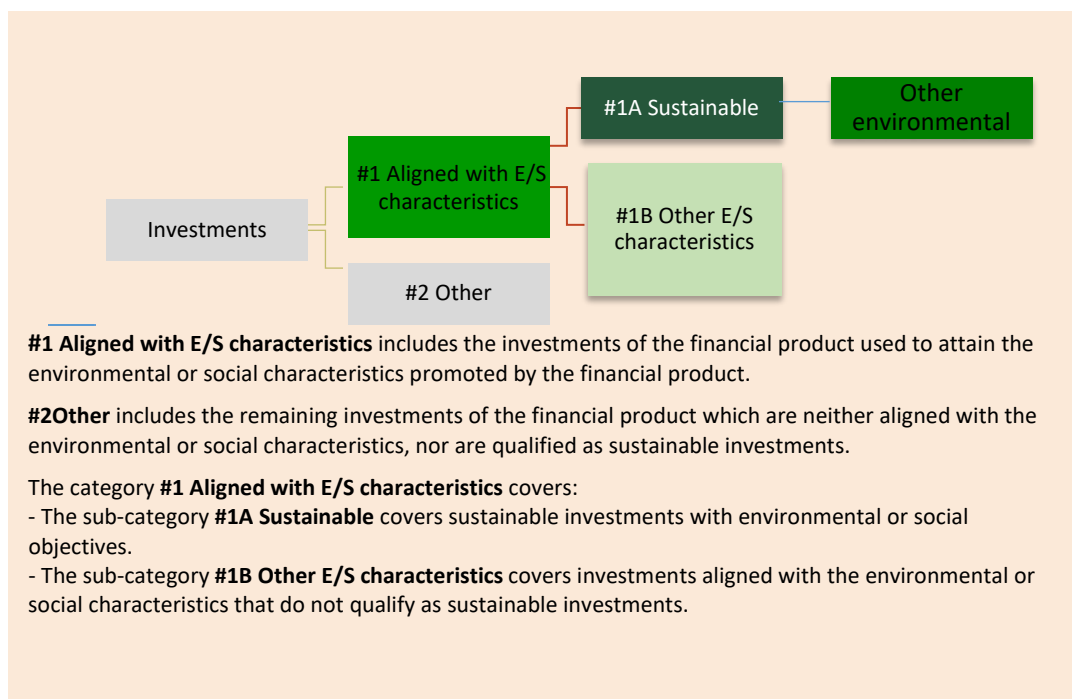 #1A Sustainable
Other
environmental
#1 Aligned with E/S
characteristics
#1B Other E/S
characteristics
Investments
#2 Other
#1 Aligned with E/S characteristics includes the investments of the financial product used to attain the
environmental or social characteristics promoted by the financial product.
#2Other includes the remaining investments of the financial product which are neither aligned with the
environmental or social characteristics, nor are qualified as sustainable investments.
The category #1 Aligned with E/S characteristics covers:
- The sub-category #1A Sustainable covers sustainable investments with environmental or social
objectives.
- The sub-category #1B Other E/S characteristics covers investments aligned with the environmental or
social characteristics that do not qualify as sustainable investments.